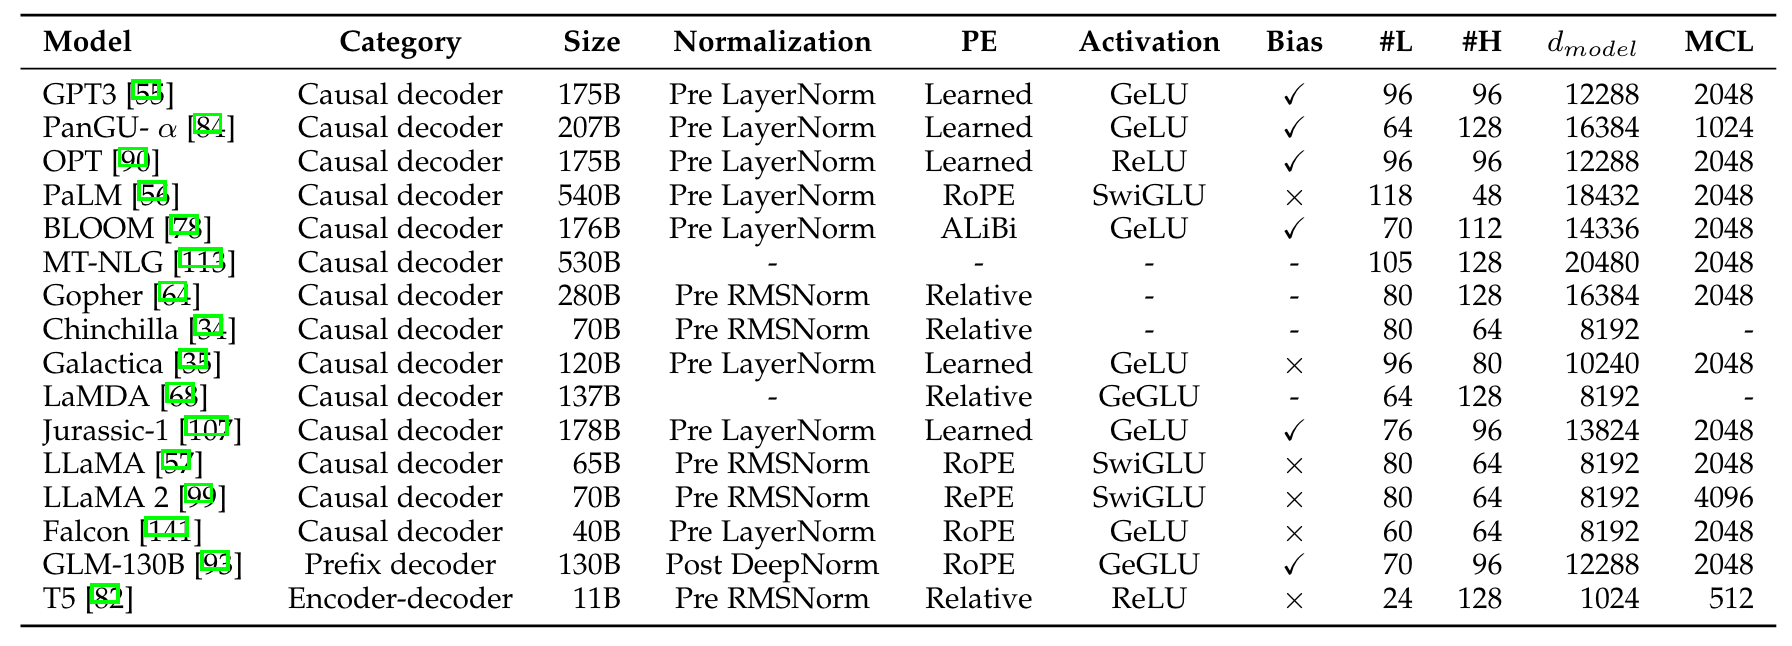 Model Category Size Normalization PE Activation Bias #L #H d_model MCL
GPT3 [55] Causal decoder 175B Pre LayerNorm Learned GeLU ✓ 96 96 12288 2048
PanGU- α [84] Causal decoder 207B Pre LayerNorm Learned GeLU ✓ 64 128 16384 1024
OPT [90] Causal decoder 175B Pre LayerNorm Learned ReLU ✓ 96 96 12288 2048
PaLM [56] Causal decoder 540B Pre LayerNorm RoPE SwiGLU × 118 48 18432 2048
BLOOM [78] Causal decoder 176B Pre LayerNorm ALiBi GeLU ✓ 70 112 14336 2048
MT-NLG [113] Causal decoder 530B - - - - 105 128 20480 2048
Gopher [64] Causal decoder 280B Pre RMSNorm Relative - - 80 128 16384 2048
Chinchilla [34] Causal decoder 70B Pre RMSNorm Relative - - 80 64 8192 -
Galactica [35] Causal decoder 120B Pre LayerNorm Learned GeLU × 96 80 10240 2048
LaMDA [68] Causal decoder 137B - Relative GeGLU - 64 128 8192 -
Jurassic-1 [107] Causal decoder 178B Pre LayerNorm Learned GeLU ✓ 76 96 13824 2048
LLaMA [57] Causal decoder 65B Pre RMSNorm RoPE SwiGLU × 80 64 8192 2048
LLaMA 2 [99] Causal decoder 70B Pre RMSNorm RePE SwiGLU × 80 64 8192 4096
Falcon [141] Causal decoder 40B Pre LayerNorm RoPE GeLU × 60 64 8192 2048
GLM-130B [93] Prefix decoder 130B Post DeepNorm RoPE GeGLU ✓ 70 96 12288 2048
T5 [82] Encoder-decoder 11B Pre RMSNorm Relative ReLU × 24 128 1024 512